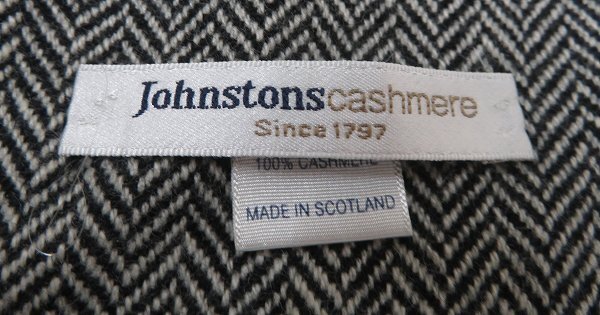 Johnstonscashmere
Since 1797
100% CASHMERE
MADE IN SCOTLAND